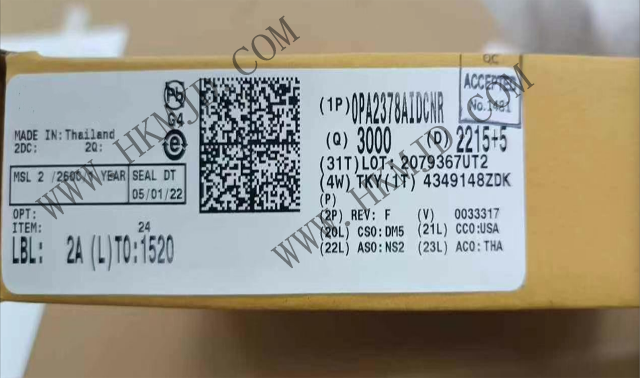 Pb
G4
e
MADE IN: Thailand
2DC: 2Q:
MSL 2 /260C/1 YEAR
SEAL DT
05/01/22
OPT:
ITEM: 24
LBL: 2A (L)TO:1520
QC
ACCEPTED
No.1481
(1P) OPA2378AIDCNR
(Q) 3000 (D) 2215+5
(31T) LOT: 2079367UT2
(4W) TKY(1T) 4349148ZDK
(P)
(2P) REV: F (V) 0033317
(20L) CSO:DM5 (21L) CCO:USA
(22L) ASO:NS2 (23L) ACO:THA
WWW.HKMJD.COM
WWW.HKMJD.COM